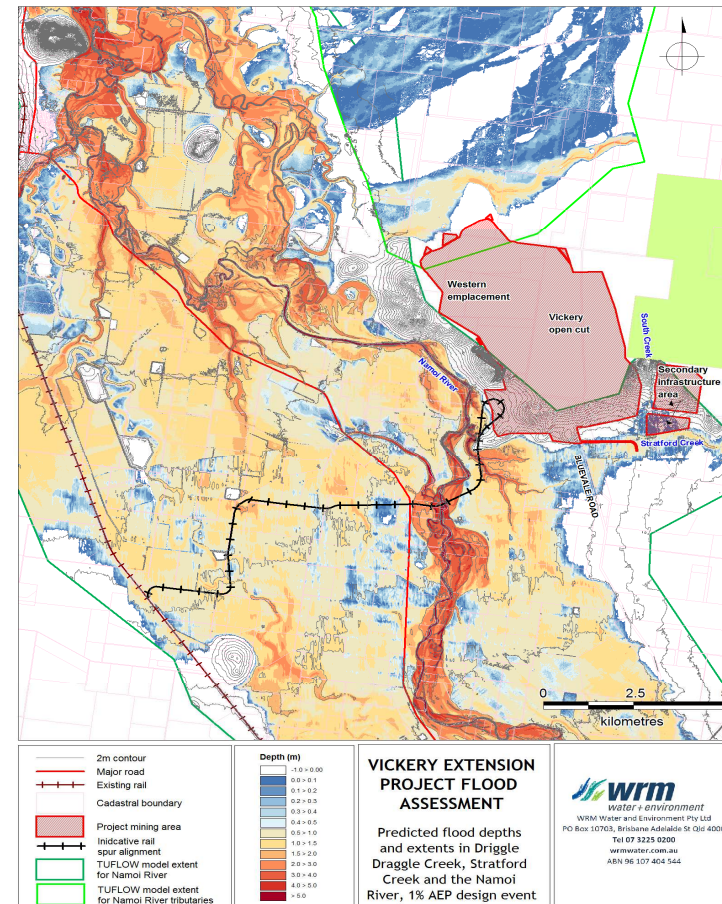 Western
emplacement
Vickery
open cut
South Creek
Secondary
infrastructure
area
Namoi River
Stratford Creek
BLUEVALE ROAD
0 2.5
kilometres
2m contour
Major road
Existing rail
Cadastral boundary
Project mining area
Inidcative rail
spur alignment
TUFLOW model extent
for Namoi River
TUFLOW model extent
for Namoi River tributaries
Depth (m)
-1.0 > 0.00
0.0 > 0.1
0.1 > 0.2
0.2 > 0.3
0.3 > 0.4
0.4 > 0.5
0.5 > 1.0
1.0 > 1.5
1.5 > 2.0
2.0 > 3.0
3.0 > 4.0
4.0 > 5.0
> 5.0
VICKERY EXTENSION
PROJECT FLOOD
ASSESSMENT
Predicted flood depths
and extents in Driggle
Draggle Creek, Stratford
Creek and the Namoi
River, 1% AEP design event
wrm
water + environment
WRM Water and Environment Pty Ltd
PO Box 10703, Brisbane Adelaide St Qld 400
Tel 07 3225 0200
wrmwater.com.au
ABN 96 107 404 544